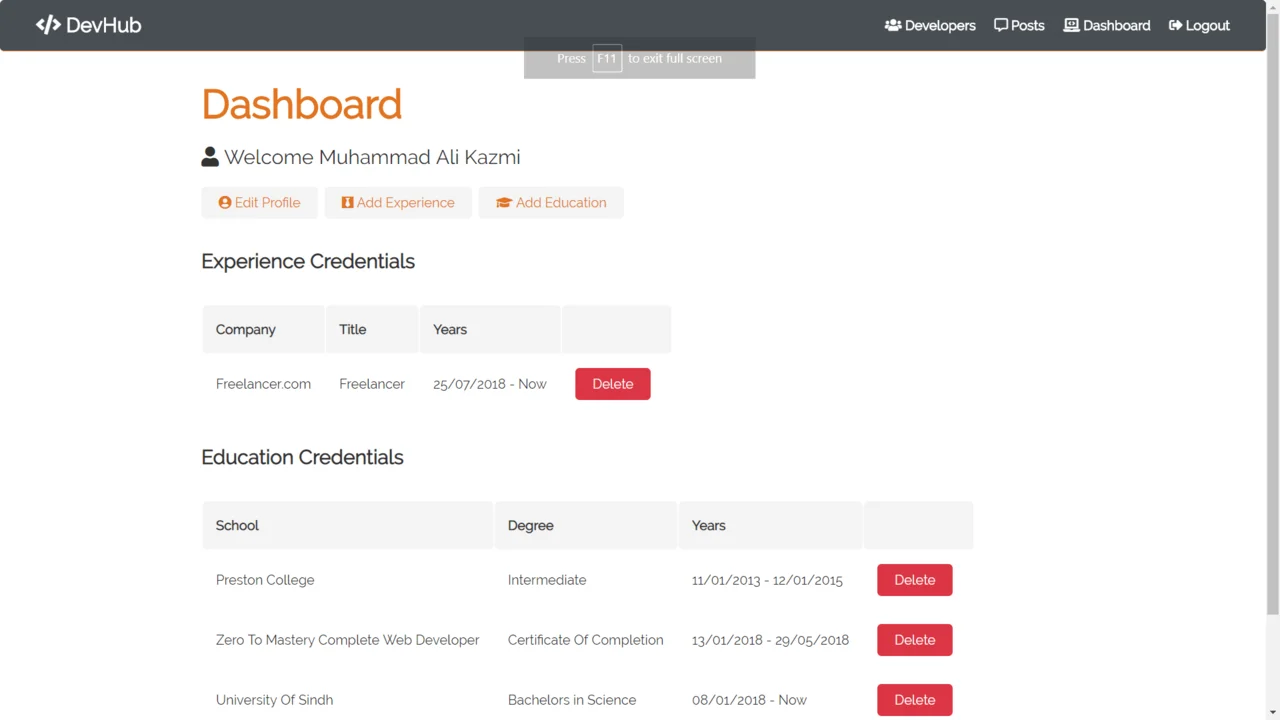 DevHub Developers Posts Dashboard Logout
Press F11 to exit full screen
Dashboard
Welcome Muhammad Ali Kazmi
Edit Profile Add Experience Add Education
Experience Credentials
Company Title Years
Freelancer.com Freelancer 25/07/2018 - Now Delete
Education Credentials
School Degree Years
Preston College Intermediate 11/01/2013 - 12/01/2015 Delete
Zero To Mastery Complete Web Developer Certificate Of Completion 13/01/2018 - 29/05/2018 Delete
University Of Sindh Bachelors in Science 08/01/2018 - Now Delete